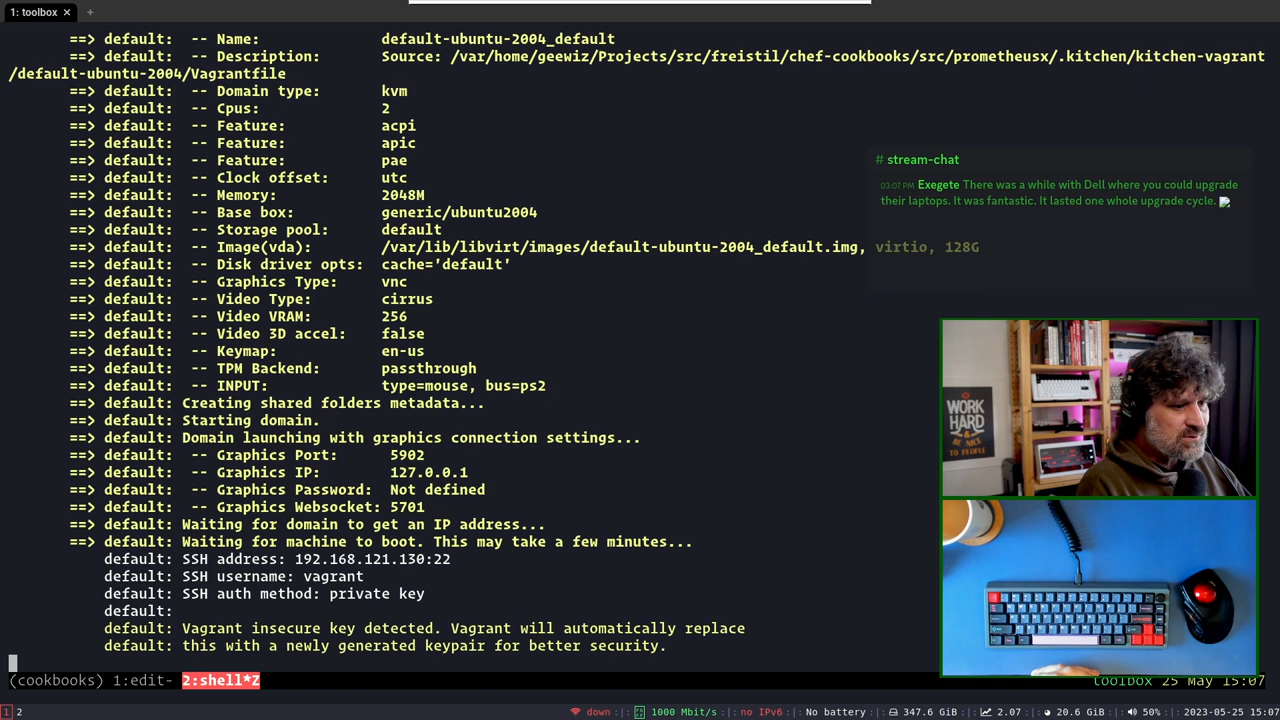 1: toolbox × +
==> default:  -- Name:              default-ubuntu-2004_default
==> default:  -- Description:       Source: /var/home/geewiz/Projects/src/freistil/chef-cookbooks/src/prometheusx/.kitchen/kitchen-vagrant
/default-ubuntu-2004/Vagrantfile
==> default:  -- Domain type:       kvm
==> default:  -- Cpus:              2
==> default:  -- Feature:           acpi
==> default:  -- Feature:           apic
==> default:  -- Feature:           pae
==> default:  -- Clock offset:      utc
==> default:  -- Memory:            2048M
==> default:  -- Base box:          generic/ubuntu2004
==> default:  -- Storage pool:      default
==> default:  -- Image(vda):        /var/lib/libvirt/images/default-ubuntu-2004_default.img, virtio, 128G
==> default:  -- Disk driver opts:  cache='default'
==> default:  -- Graphics Type:     vnc
==> default:  -- Video Type:        cirrus
==> default:  -- Video VRAM:        256
==> default:  -- Video 3D accel:    false
==> default:  -- Keymap:            en-us
==> default:  -- TPM Backend:       passthrough
==> default:  -- INPUT:             type=mouse, bus=ps2
==> default: Creating shared folders metadata...
==> default: Starting domain.
==> default: Domain launching with graphics connection settings...
==> default:  -- Graphics Port:      5902
==> default:  -- Graphics IP:        127.0.0.1
==> default:  -- Graphics Password:  Not defined
==> default:  -- Graphics Websocket: 5701
==> default: Waiting for domain to get an IP address...
==> default: Waiting for machine to boot. This may take a few minutes...
default: SSH address: 192.168.121.130:22
default: SSH username: vagrant
default: SSH auth method: private key
default:
default: Vagrant insecure key detected. Vagrant will automatically replace
default: this with a newly generated keypair for better security.
# stream-chat
03:07 PM Exegete There was a while with Dell where you could upgrade
their laptops. It was fantastic. It lasted one whole upgrade cycle.
WORK
HARD
& BE
NICE
TO PEOPLE
(cookbooks) 1:edit- 2:shell*Z
toolbox 25 May 15:07
1 2
down :|: 1000 Mbit/s :|: no IPv6 :|: No battery :|: 347.6 GiB :|: 2.07 :|: 20.6 GiB :|: 50% :|: 2023-05-25 15:07